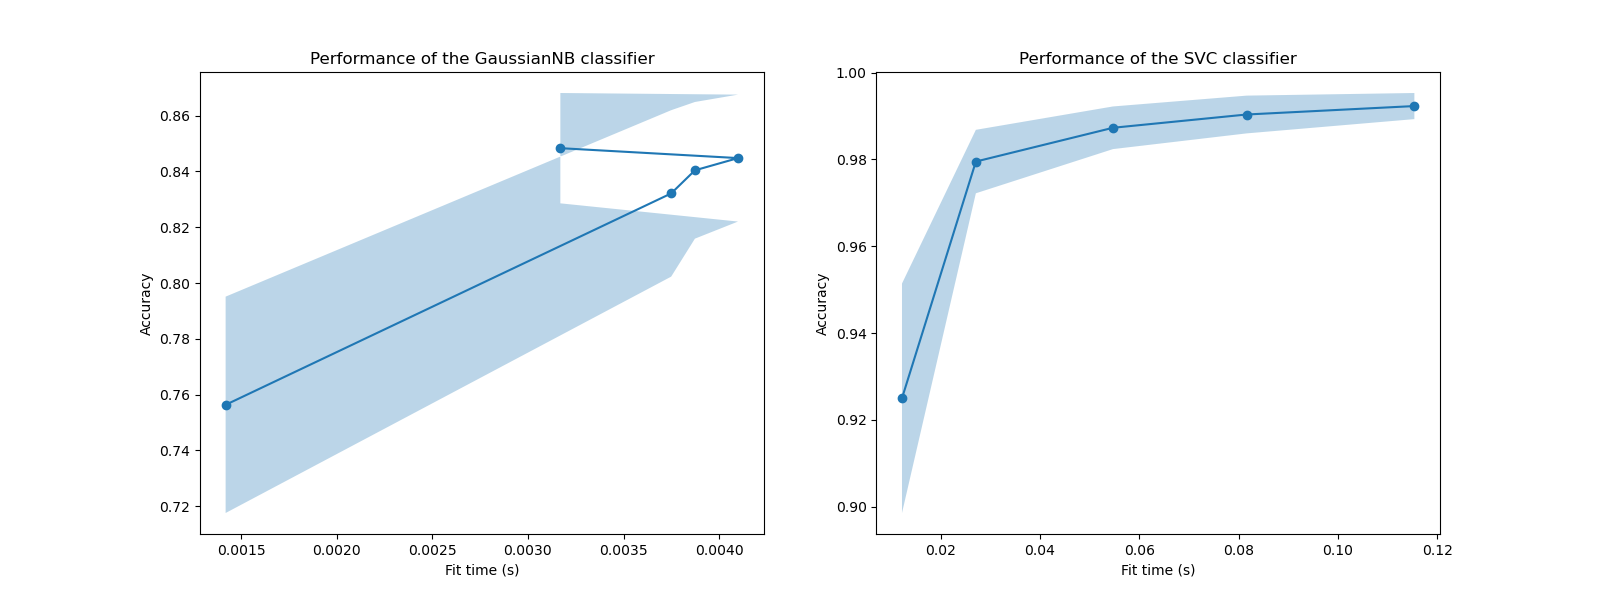 Performance of the GaussianNB classifier
Accuracy
0.86
0.84
0.82
0.80
0.78
0.76
0.74
0.72
0.0015 0.0020 0.0025 0.0030 0.0035 0.0040
Fit time (s)
Performance of the SVC classifier
Accuracy
1.00
0.98
0.96
0.94
0.92
0.90
0.02 0.04 0.06 0.08 0.10 0.12
Fit time (s)